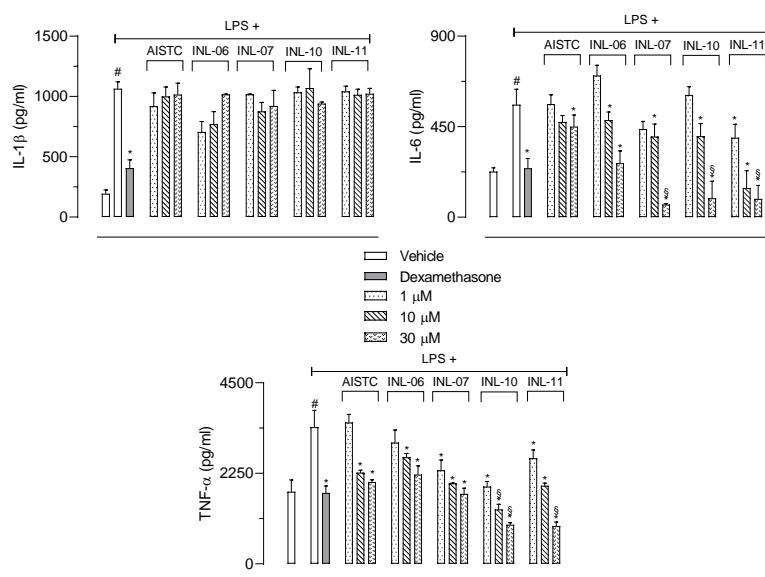 LPS +
1500
#
AISTC
INL-06
INL-07
INL-10
INL-11
1000
IL-1β (pg/ml)
*
500
0
LPS +
900
AISTC
INL-06
INL-07
INL-10
INL-11
#
*
*
*
*
*
*
*
450
IL-6 (pg/ml)
*
*
§
*
§
*
§
*
0
Vehicle
Dexamethasone
1 μM
10 μM
30 μM
LPS +
4500
AISTC
INL-06
INL-07
INL-10
INL-11
#
*
*
*
*
*
*
*
*
*
*
*
2250
TNF-α (pg/ml)
*
§
*
§
*
§
*
0